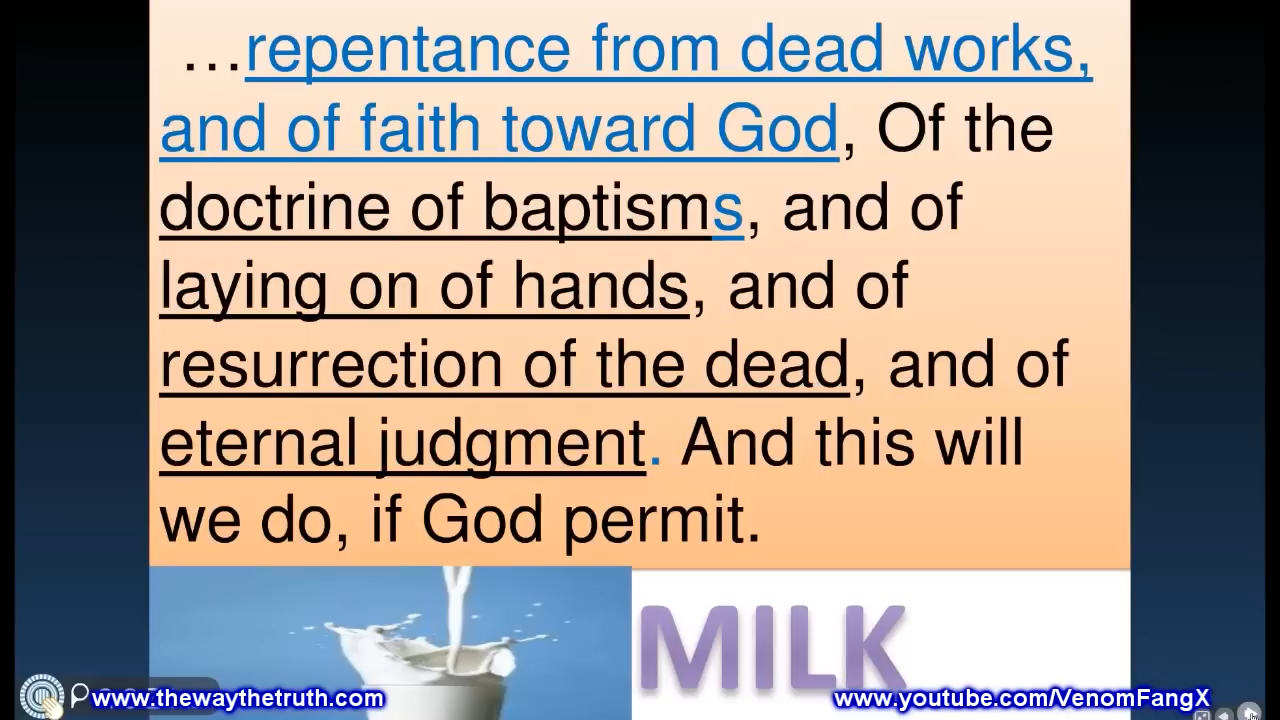 …repentance from dead works,
and of faith toward God, Of the
doctrine of baptisms, and of
laying on of hands, and of
resurrection of the dead, and of
eternal judgment. And this will
we do, if God permit.
MILK
www.thewaythetruth.com
www.youtube.com/VenomFangX